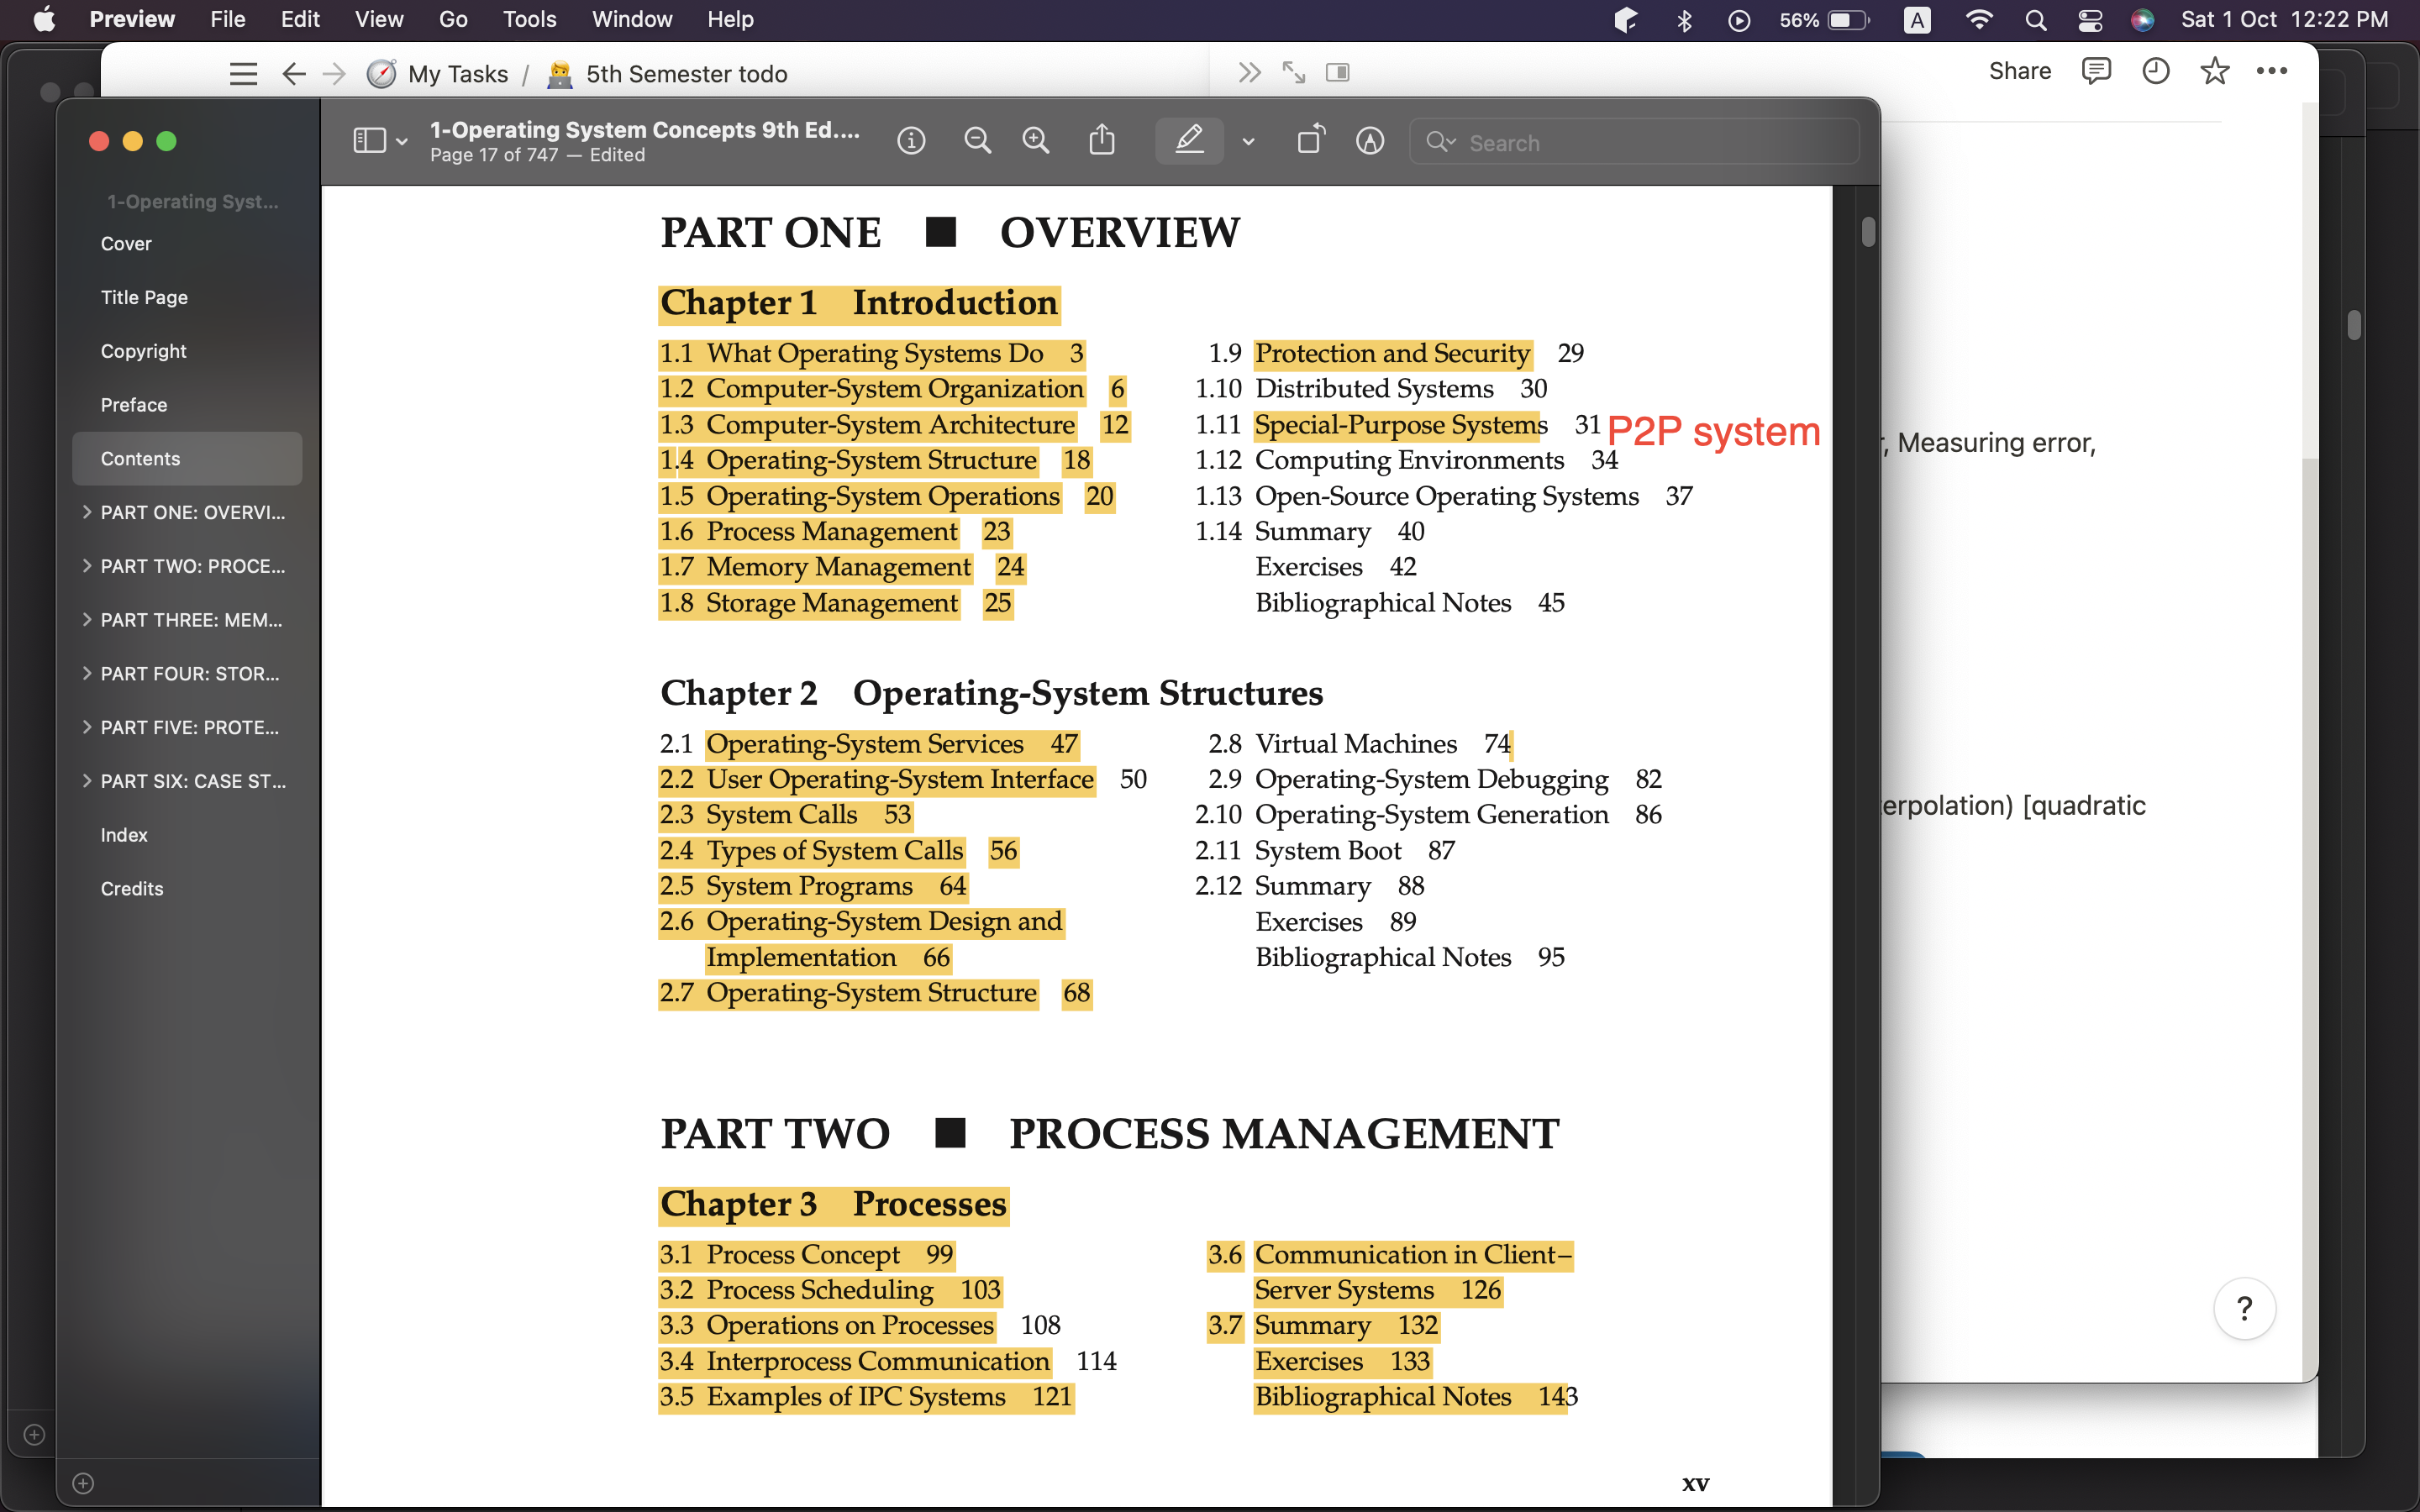 Preview File Edit View Go Tools Window Help 56% A Sat 1 Oct 12:22 PM
My Tasks / 5th Semester todo
Share
1-Operating System Concepts 9th Ed....
Page 17 of 747 — Edited
Search
1-Operating Syst...
Cover
Title Page
Copyright
Preface
Contents
PART ONE: OVERVI...
PART TWO: PROCE...
PART THREE: MEM...
PART FOUR: STOR...
PART FIVE: PROTE...
PART SIX: CASE ST...
Index
Credits
PART ONE ■ OVERVIEW
Chapter 1 Introduction
1.1 What Operating Systems Do 3
1.2 Computer-System Organization 6
1.3 Computer-System Architecture 12
1.4 Operating-System Structure 18
1.5 Operating-System Operations 20
1.6 Process Management 23
1.7 Memory Management 24
1.8 Storage Management 25
1.9 Protection and Security 29
1.10 Distributed Systems 30
1.11 Special-Purpose Systems 31 P2P system
1.12 Computing Environments 34
1.13 Open-Source Operating Systems 37
1.14 Summary 40
Exercises 42
Bibliographical Notes 45
Chapter 2 Operating-System Structures
2.1 Operating-System Services 47
2.2 User Operating-System Interface 50
2.3 System Calls 53
2.4 Types of System Calls 56
2.5 System Programs 64
2.6 Operating-System Design and
Implementation 66
2.7 Operating-System Structure 68
2.8 Virtual Machines 74
2.9 Operating-System Debugging 82
2.10 Operating-System Generation 86
2.11 System Boot 87
2.12 Summary 88
Exercises 89
Bibliographical Notes 95
PART TWO ■ PROCESS MANAGEMENT
Chapter 3 Processes
3.1 Process Concept 99
3.2 Process Scheduling 103
3.3 Operations on Processes 108
3.4 Interprocess Communication 114
3.5 Examples of IPC Systems 121
3.6 Communication in Client–
Server Systems 126
3.7 Summary 132
Exercises 133
Bibliographical Notes 143
xv
, Measuring error,
erpolation) [quadratic
?